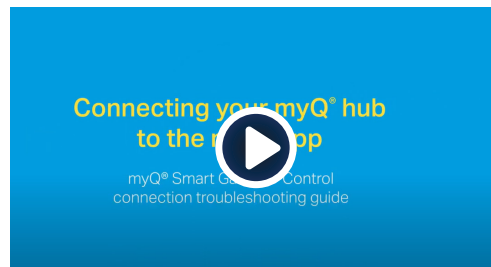 Connecting your myQ® hub
to the
myQ® Smart Control
connection troubleshooting guide